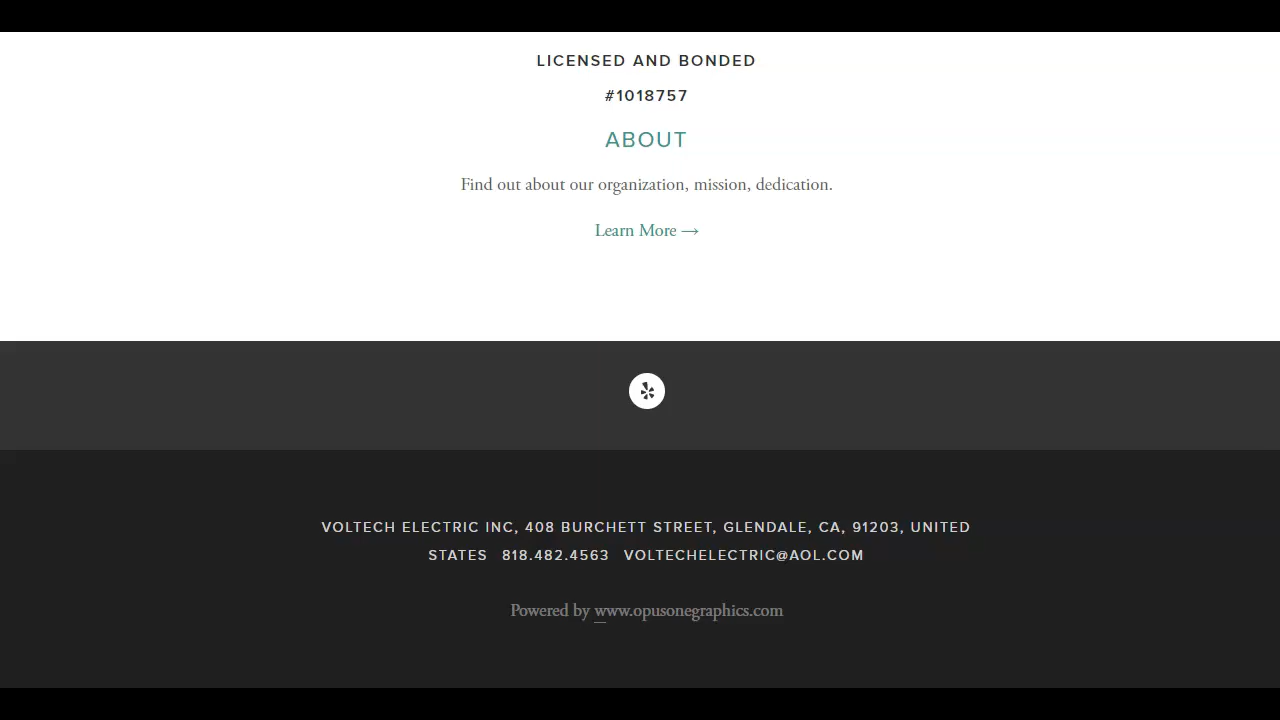 LICENSED AND BONDED
#1018757
ABOUT
Find out about our organization, mission, dedication.
Learn More →
VOLTECH ELECTRIC INC, 408 BURCHETT STREET, GLENDALE, CA, 91203, UNITED
STATES 818.482.4563 VOLTECHELECTRIC@AOL.COM
Powered by www.opusonegraphics.com